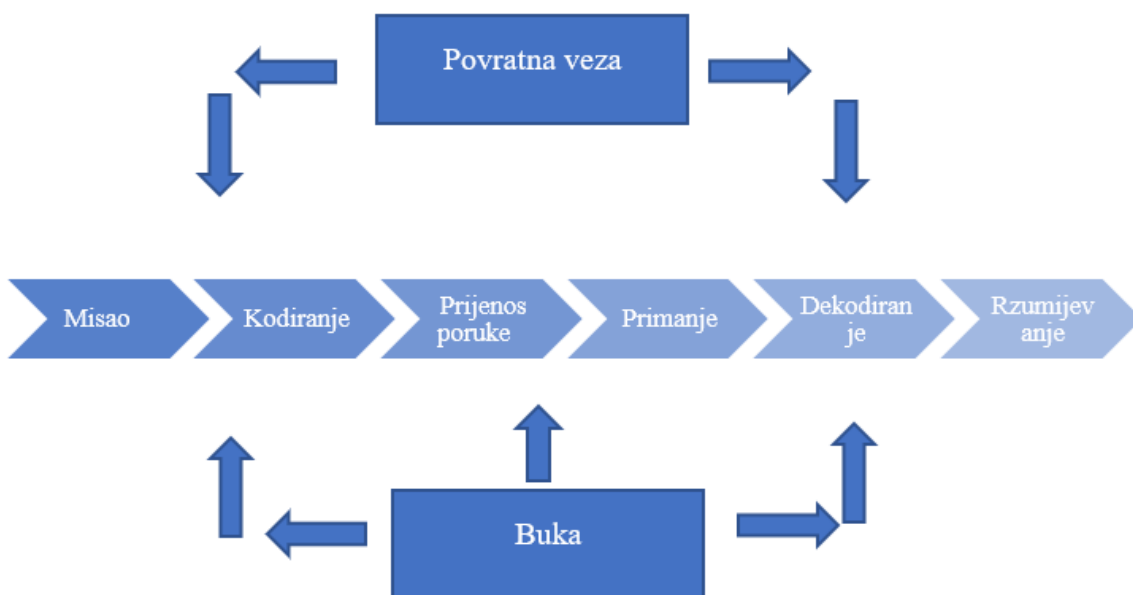 Povratna veza
Misao
Kodiranje
Prijenos
poruke
Primanje
Dekodiran
je
Rzumijev
anje
Buka